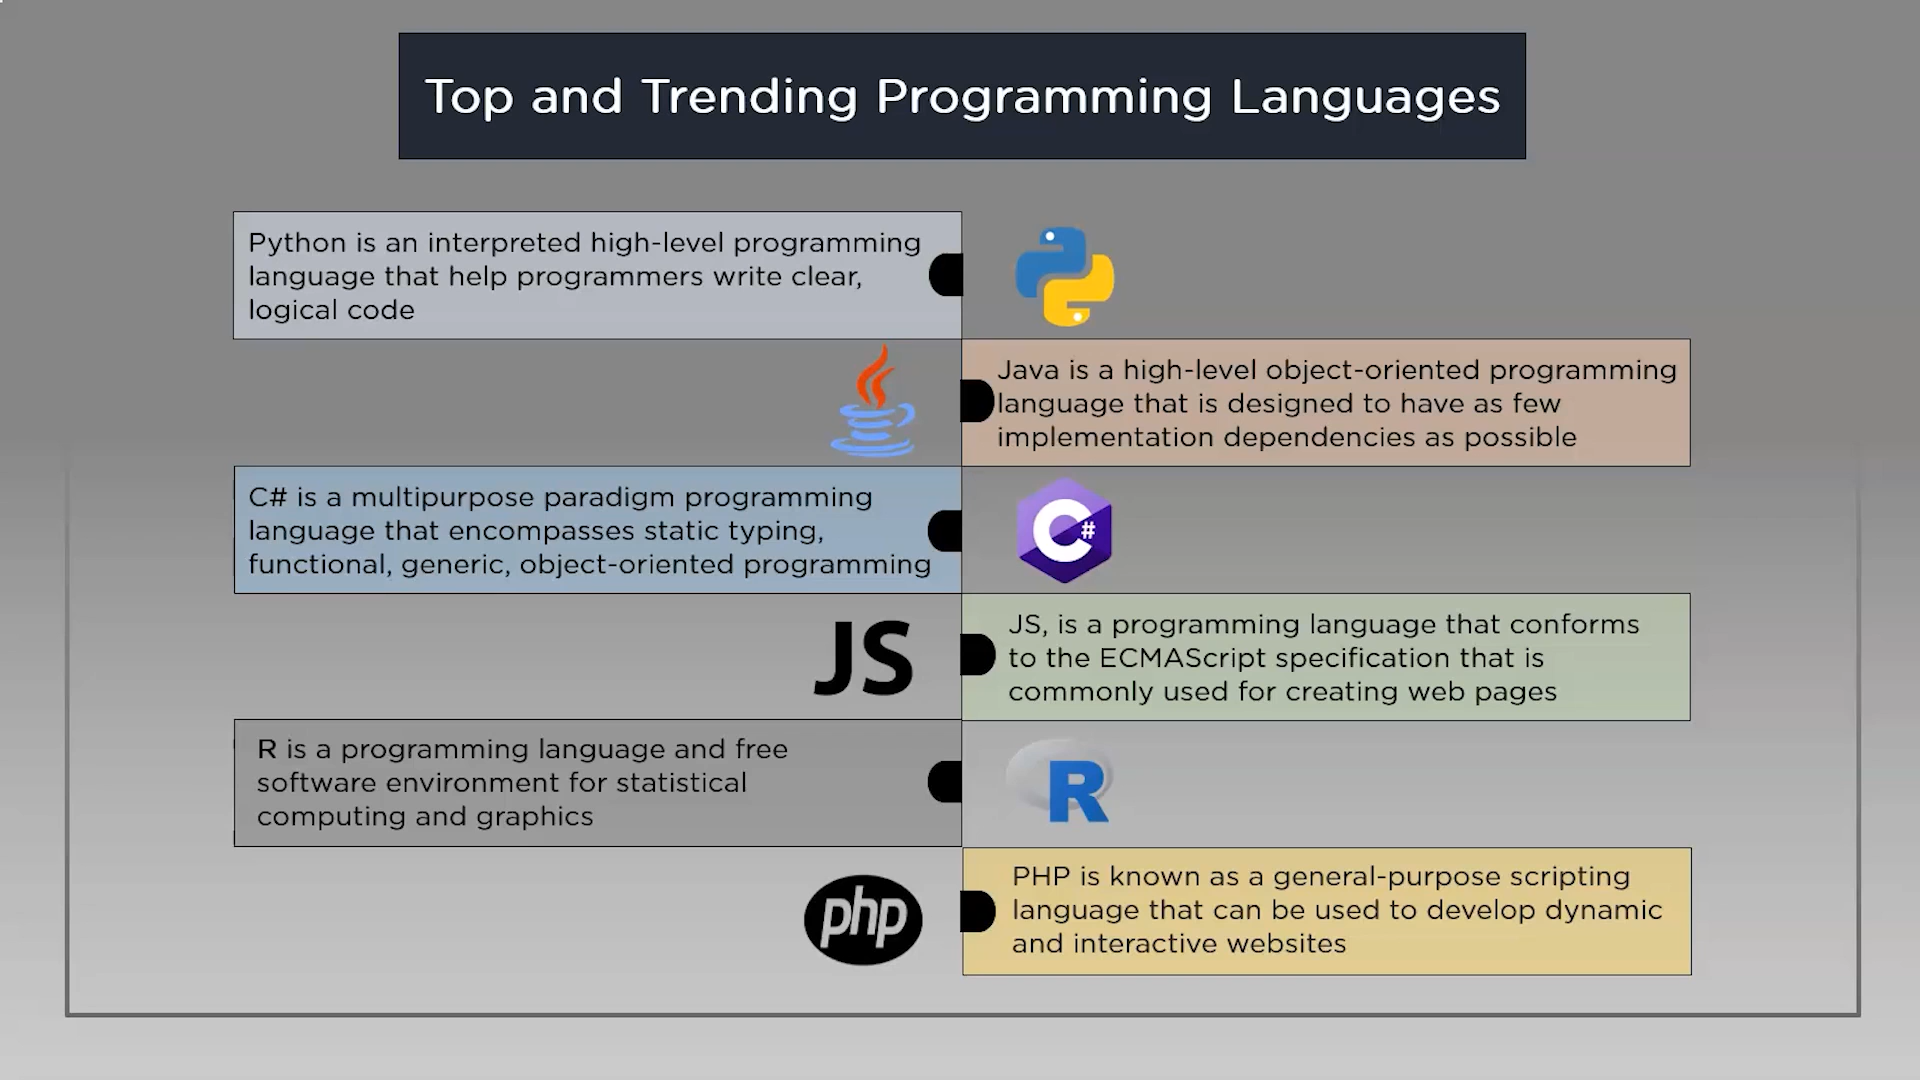 Top and Trending Programming Languages
Python is an interpreted high-level programming
language that help programmers write clear,
logical code
Java is a high-level object-oriented programming
language that is designed to have as few
implementation dependencies as possible
C# is a multipurpose paradigm programming
language that encompasses static typing,
functional, generic, object-oriented programming
C#
JS
JS, is a programming language that conforms
to the ECMAScript specification that is
commonly used for creating web pages
R is a programming language and free
software environment for statistical
computing and graphics
R
php
PHP is known as a general-purpose scripting
language that can be used to develop dynamic
and interactive websites